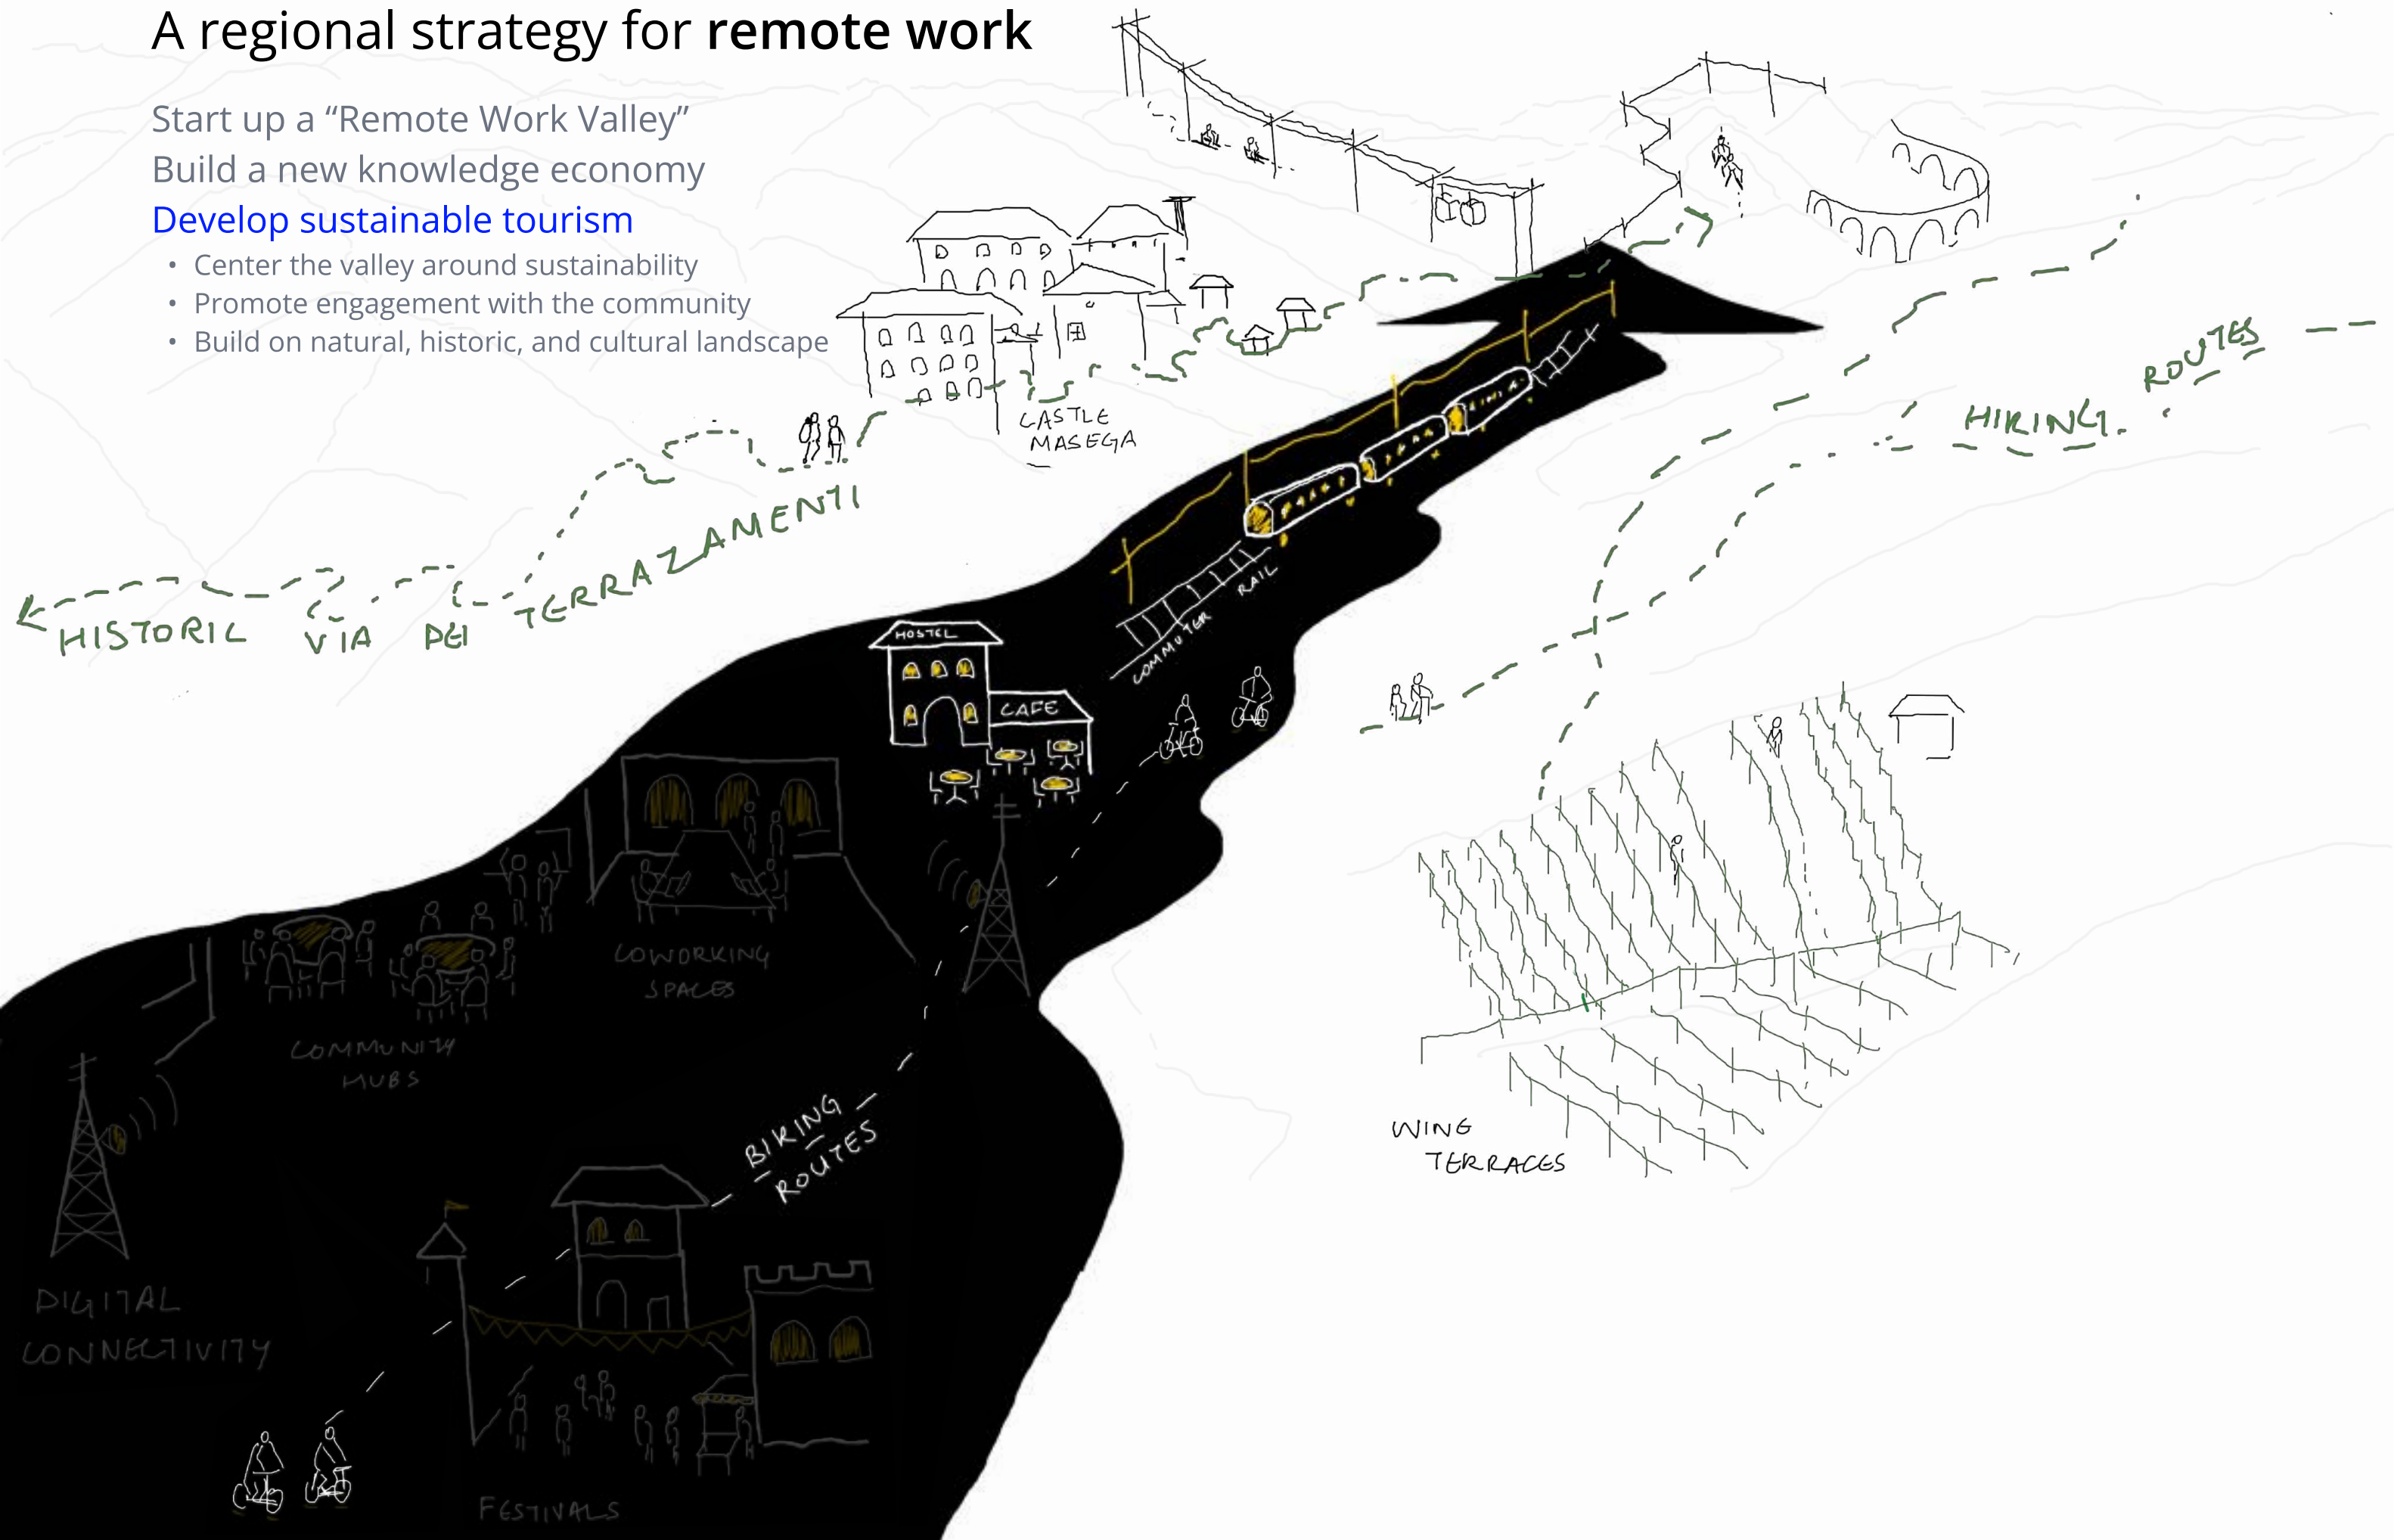 A regional strategy for remote work
Start up a “Remote Work Valley”
Build a new knowledge economy
Develop sustainable tourism
• Center the valley around sustainability
• Promote engagement with the community
• Build on natural, historic, and cultural landscape
CASTLE
MASEGA
HIKING ROUTES
HISTORIC VIA DEI TERRAZAMENTI
COMMUTER RAIL
HOSTEL
CAFE
COWORKING
SPACES
COMMUNITY
HUBS
BIKING
ROUTES
WINE
TERRACES
DIGITAL
CONNECTIVITY
FESTIVALS